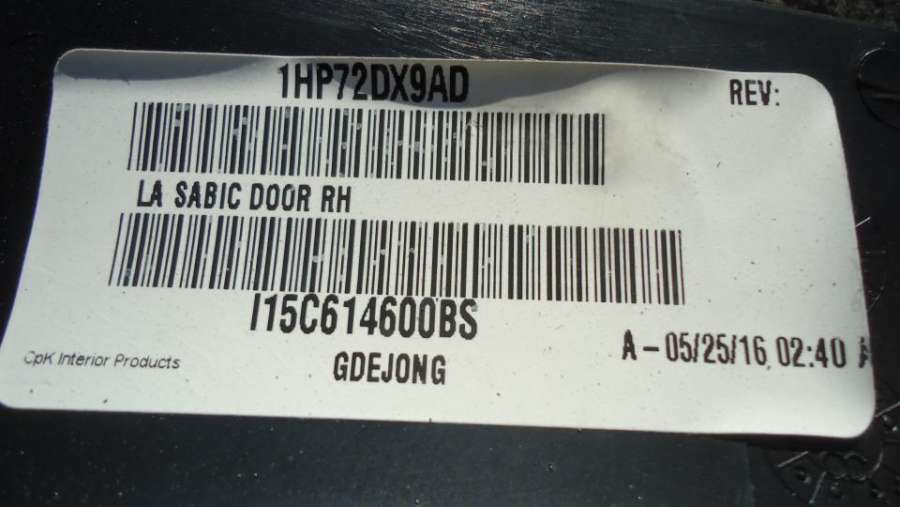 1HP72DX9AD
REV:
LA SABIC DOOR RH
I15C614600BS
CpK Interior Products
GDEJONG
A - 05/25/16 02:40